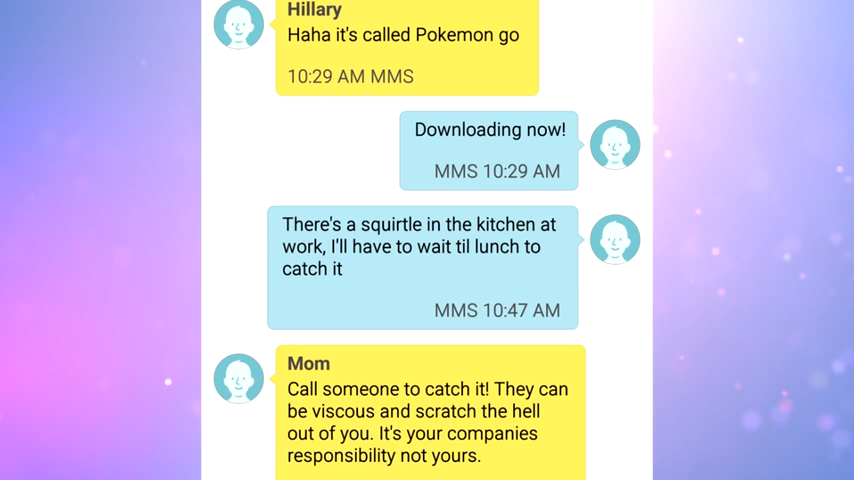 Hillary
Haha it's called Pokemon go
10:29 AM MMS
Downloading now!
MMS 10:29 AM
There's a squirtle in the kitchen at
work, I'll have to wait til lunch to
catch it
MMS 10:47 AM
Mom
Call someone to catch it! They can
be viscous and scratch the hell
out of you. It's your companies
responsibility not yours.